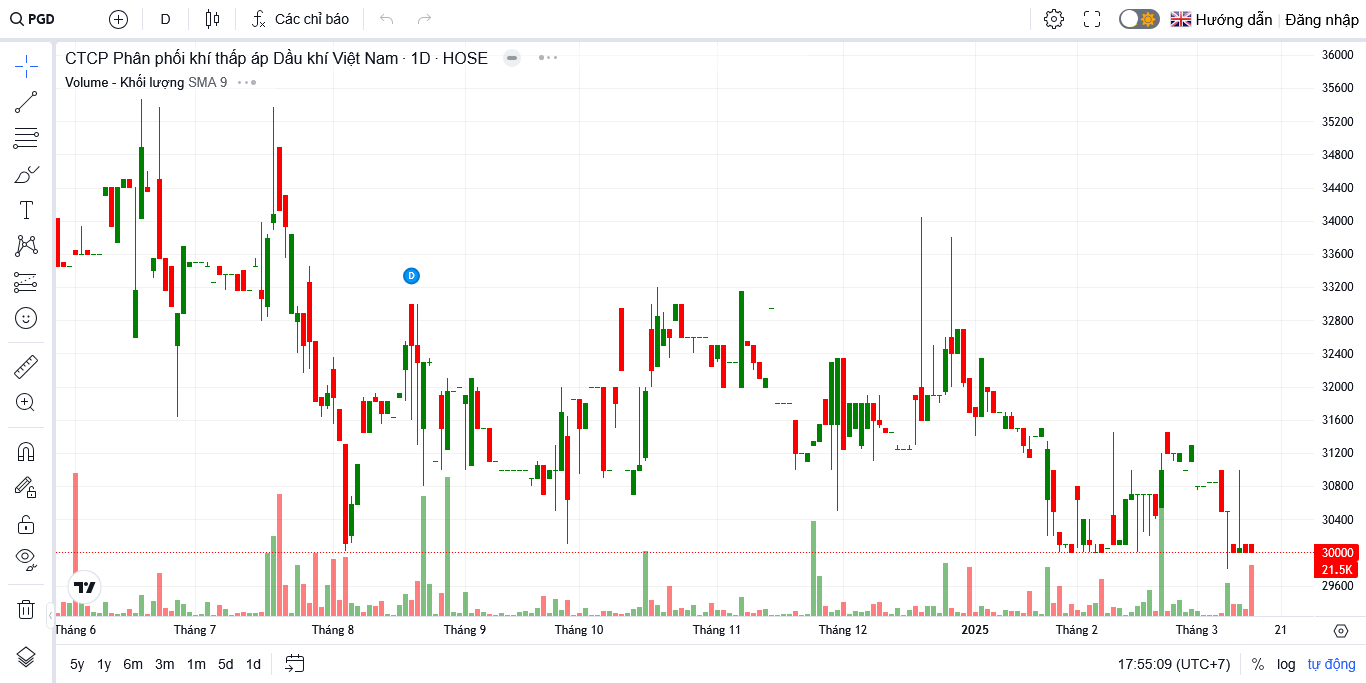 PGD D Các chỉ báo Hướng dẫn Đăng nhập
CTCP Phân phối khí thấp áp Dầu khí Việt Nam · 1D · HOSE
Volume - Khối lượng SMA 9
D
36000
35600
35200
34800
34400
34000
33600
33200
32800
32400
32000
31600
31200
30800
30400
30000
21.5K
29600
Tháng 6 Tháng 7 Tháng 8 Tháng 9 Tháng 10 Tháng 11 Tháng 12 2025 Tháng 2 Tháng 3 21
5y 1y 6m 3m 1m 5d 1d 17:55:09 (UTC+7) % log tự động